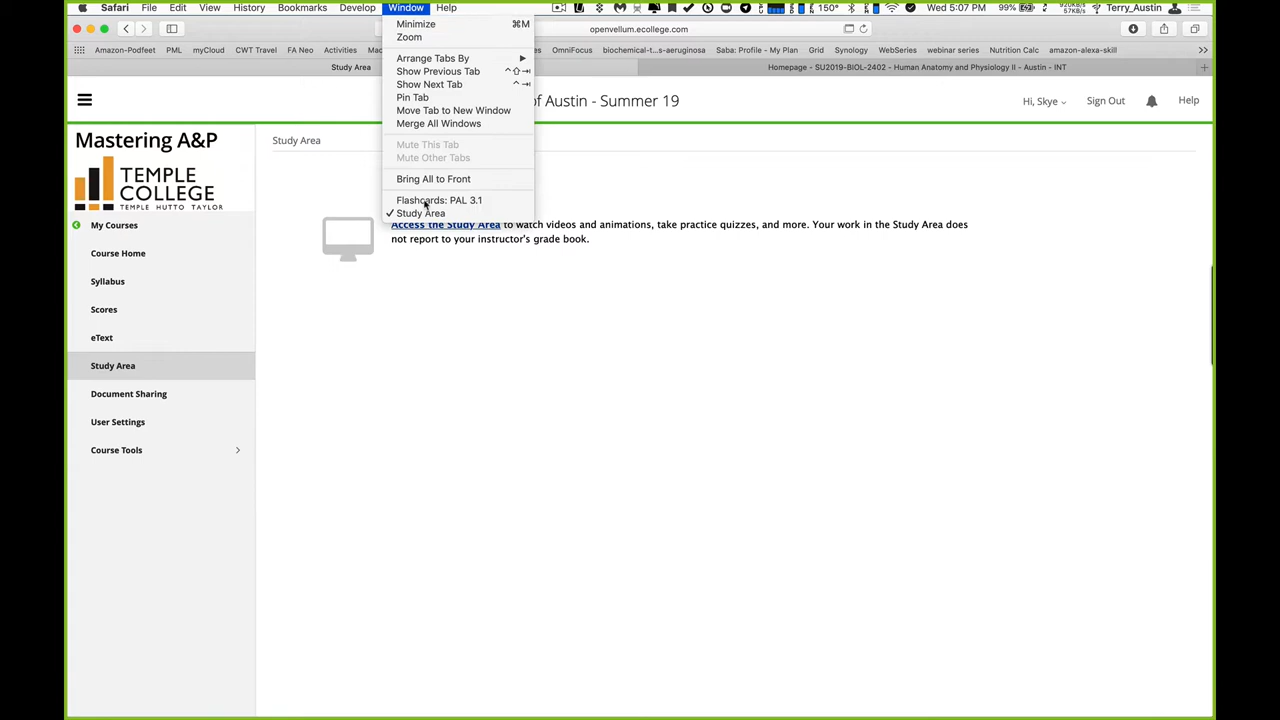 Safari File Edit View History Bookmarks Develop Window Help 150° 99% Wed 5:07 PM Terry_Austin
openvellum.ecollege.com
Amazon-Podfeet PML myCloud CWT Travel FA Neo Activities OmniFocus biochemical-t...s-aeruginosa Saba: Profile - My Plan Grad Synology WebSeries webinar series Nutrition Calc amazon-alexa-skill
Study Area Homepage - SU2019-BIOL-2402 - Human Anatomy and Physiology II - Austin - INT
Minimize ⌘M
Zoom
Arrange Tabs By
Show Previous Tab ⌃⇧⇥
Show Next Tab ⌃⇥
Pin Tab
Move Tab to New Window
Merge All Windows
Mute This Tab
Mute Other Tabs
Bring All to Front
Flashcards: PAL 3.1
✓ Study Area
of Austin - Summer 19
Hi, Skye Sign Out Help
Mastering A&P
TEMPLE
COLLEGE
TEMPLE HUTTO TAYLOR
My Courses
Course Home
Syllabus
Scores
eText
Study Area
Document Sharing
User Settings
Course Tools
Study Area
Access the Study Area to watch videos and animations, take practice quizzes, and more. Your work in the Study Area does
not report to your instructor's grade book.